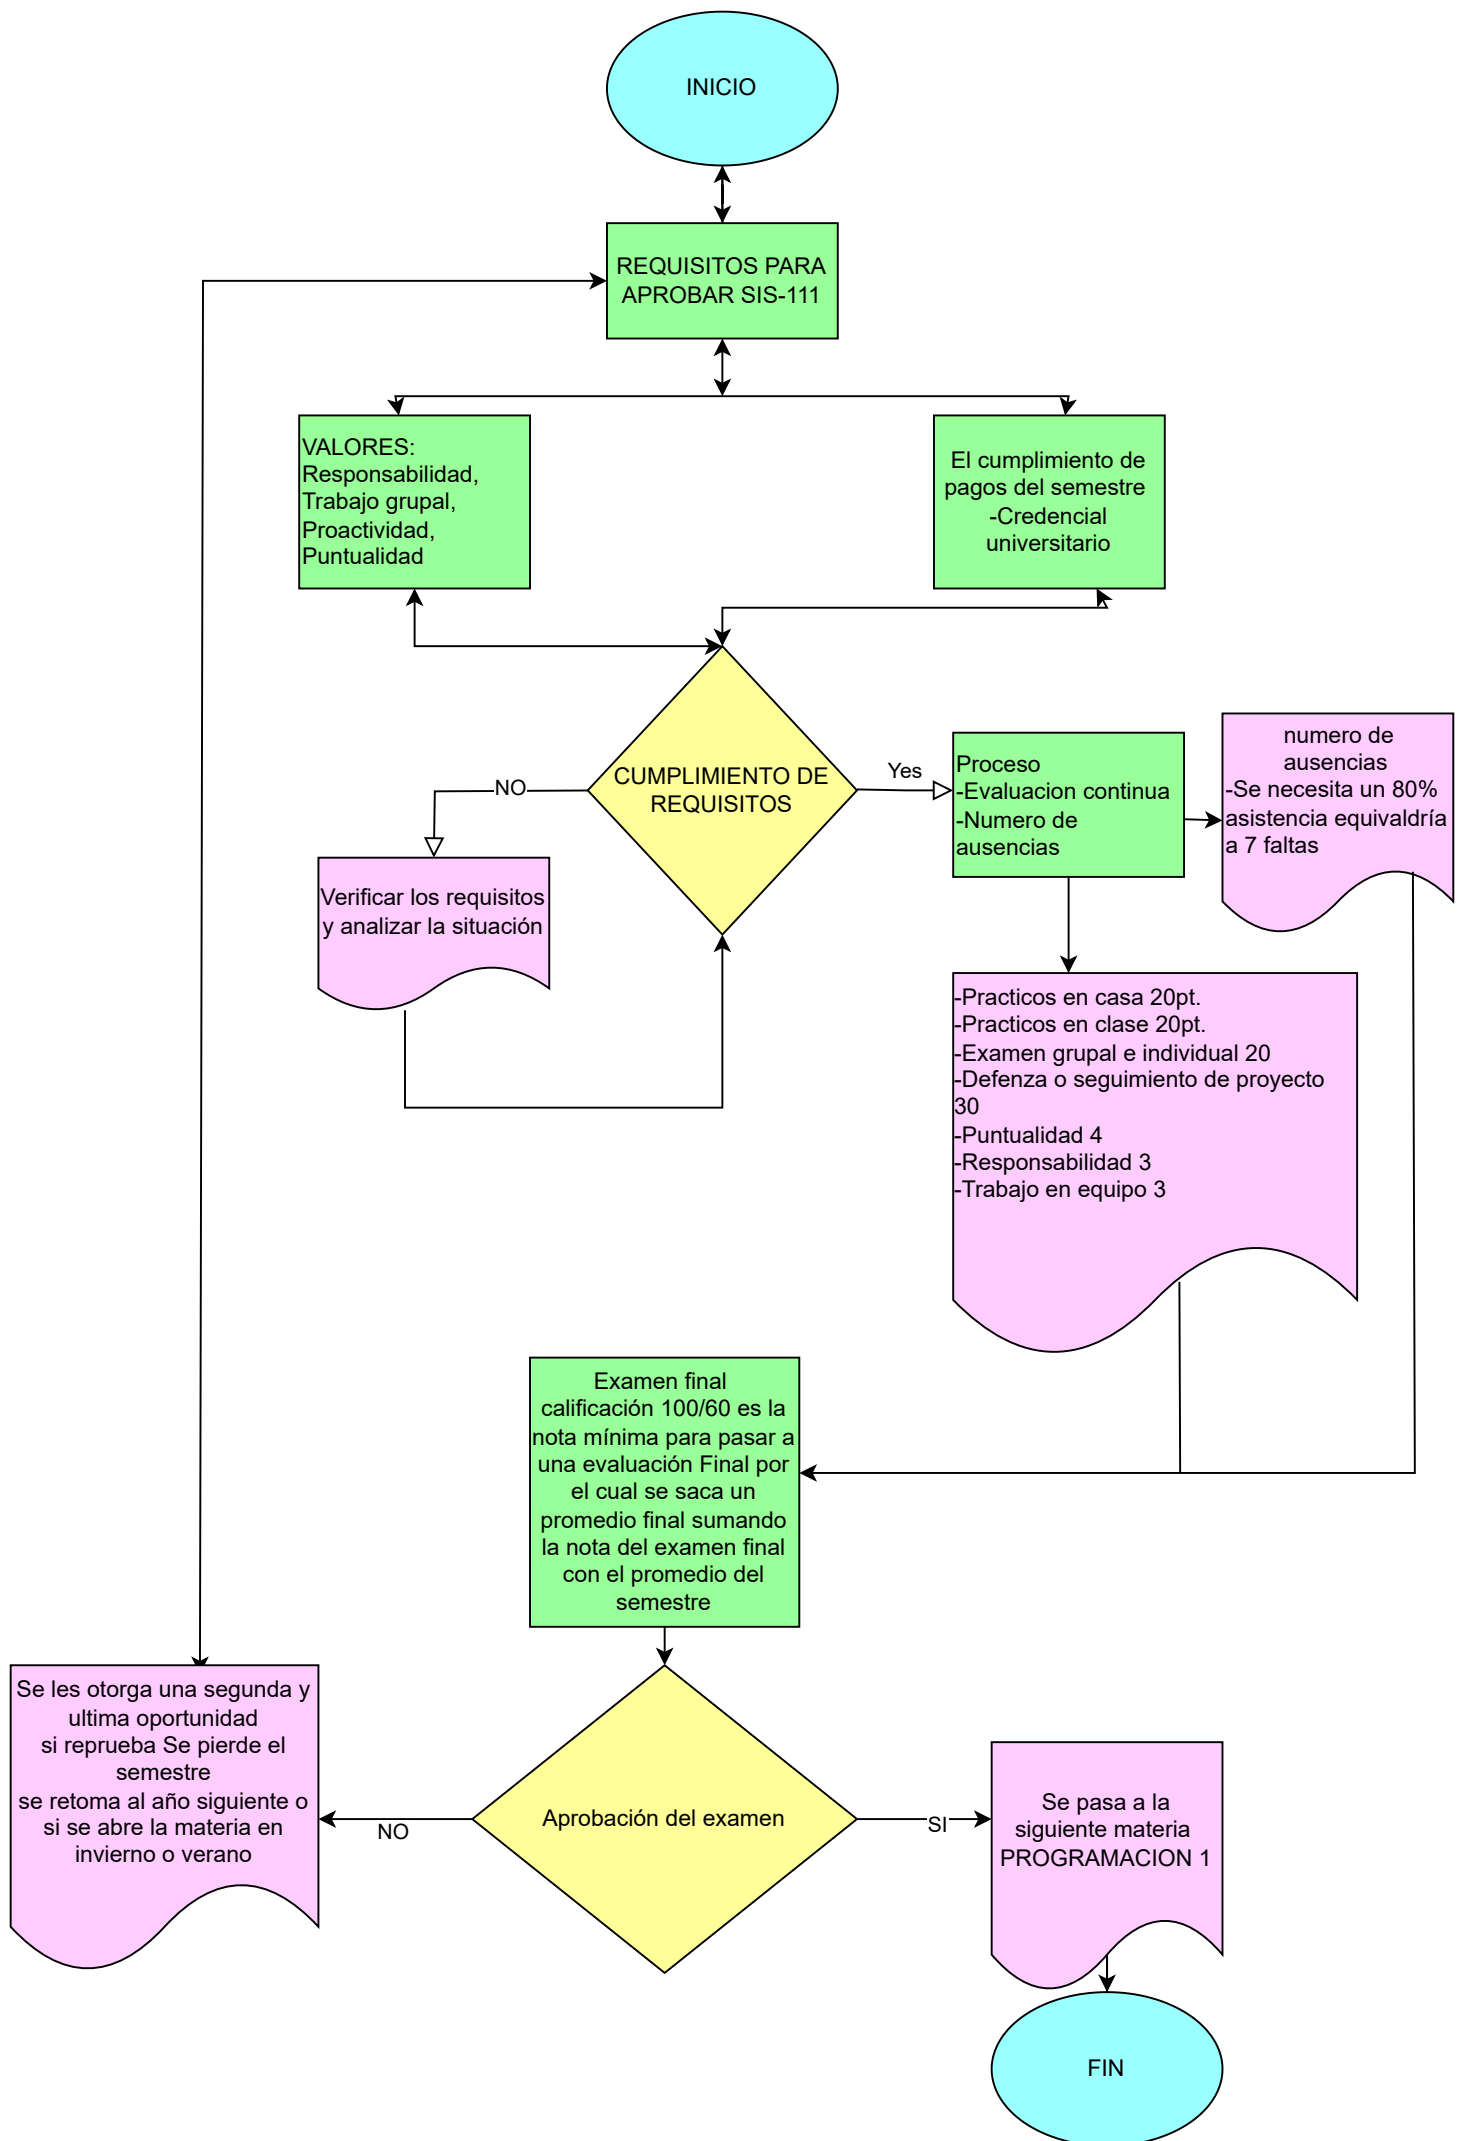 INICIO
REQUISITOS PARA
APROBAR SIS-111
VALORES:
Responsabilidad,
Trabajo grupal,
Proactividad,
Puntualidad
El cumplimiento de
pagos del semestre
-Credencial
universitario
CUMPLIMIENTO DE
REQUISITOS
NO
Yes
Verificar los requisitos
y analizar la situación
Proceso
-Evaluacion continua
-Numero de
ausencias
numero de
ausencias
-Se necesita un 80%
asistencia equivaldría
a 7 faltas
-Practicos en casa 20pt.
-Practicos en clase 20pt.
-Examen grupal e individual 20
-Defenza o seguimiento de proyecto
30
-Puntualidad 4
-Responsabilidad 3
-Trabajo en equipo 3
Examen final
calificación 100/60 es la
nota mínima para pasar a
una evaluación Final por
el cual se saca un
promedio final sumando
la nota del examen final
con el promedio del
semestre
Se les otorga una segunda y
ultima oportunidad
si reprueba Se pierde el
semestre
se retoma al año siguiente o
si se abre la materia en
invierno o verano
NO
Aprobación del examen
SI
Se pasa a la
siguiente materia
PROGRAMACION 1
FIN